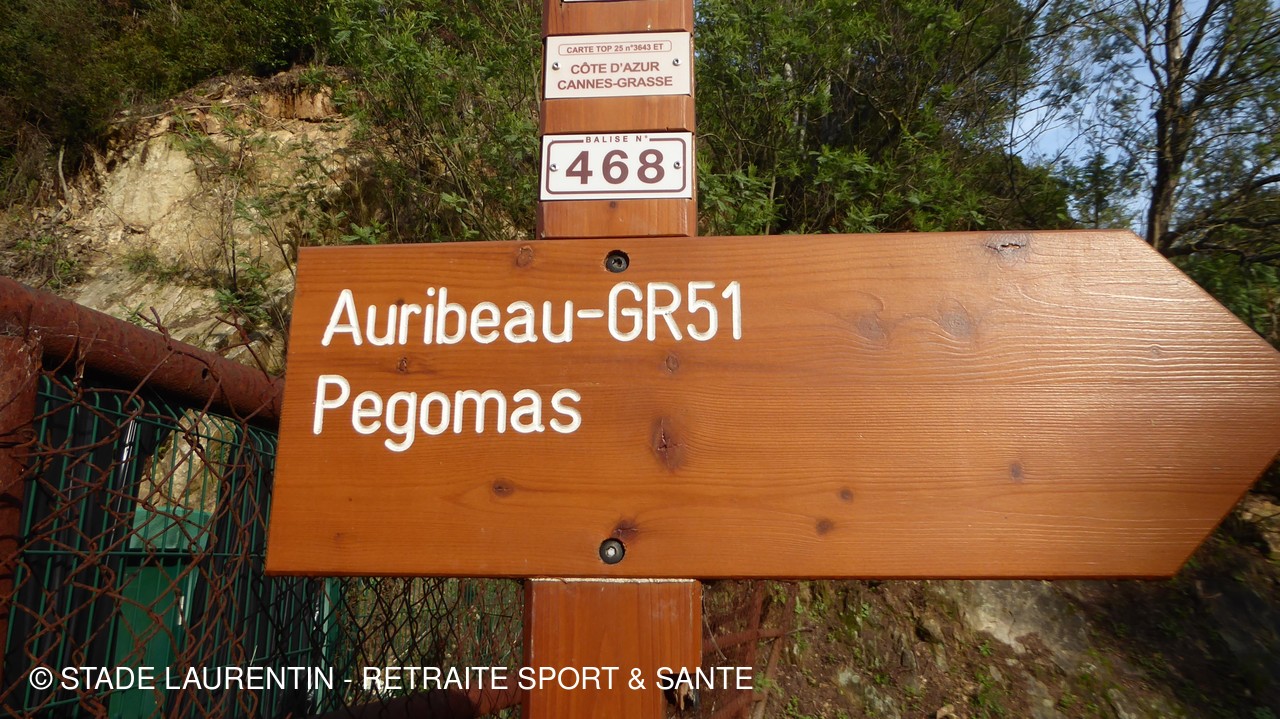 CARTE TOP 25 n°3643 ET
CÔTE D'AZUR
CANNES-GRASSE
BALISE N°
468
Auribeau-GR51
Pegomas
© STADE LAURENTIN - RETRAITE SPORT & SANTE